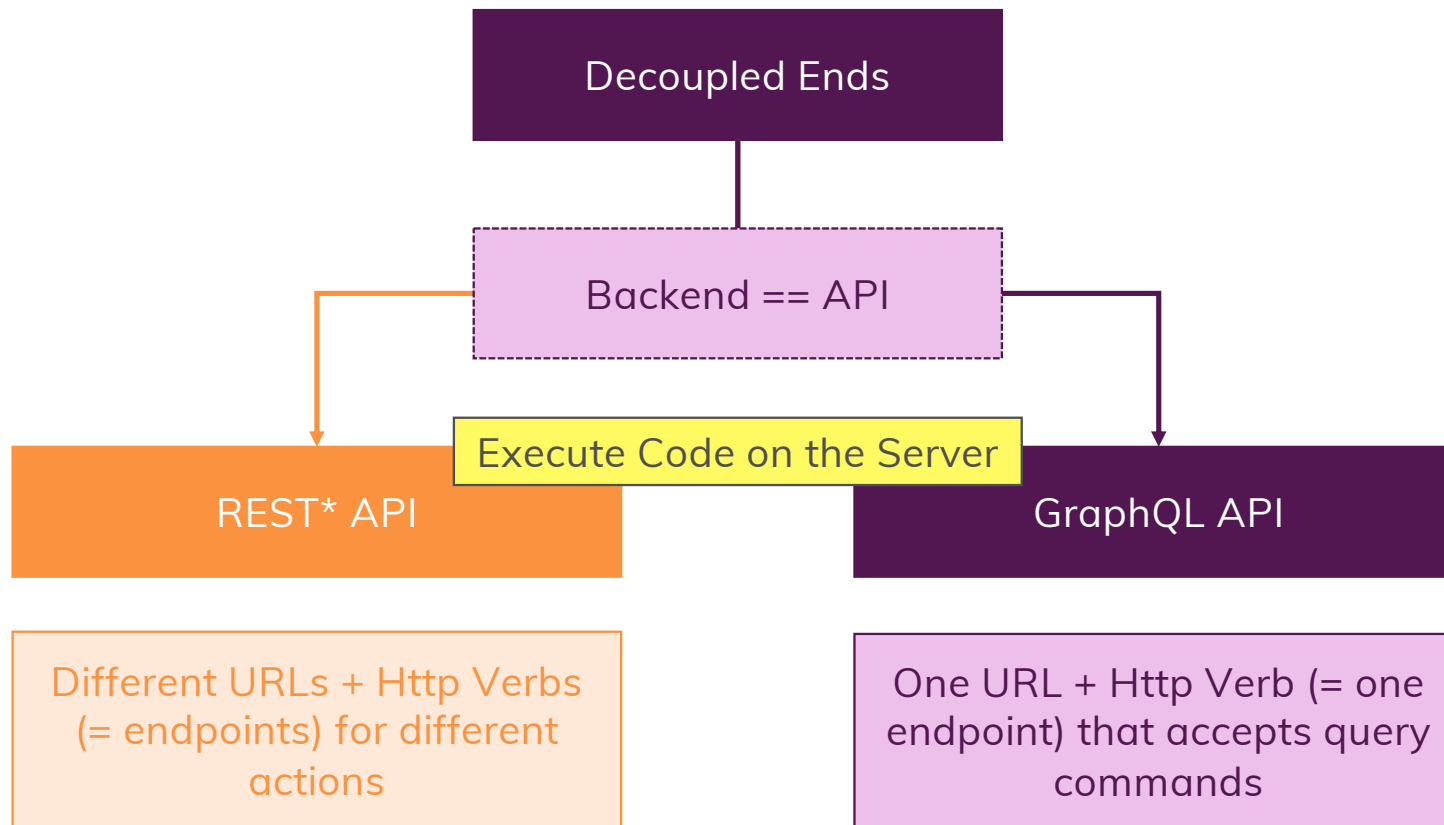 Decoupled Ends
Backend == API
Execute Code on the Server
REST* API
GraphQL API
Different URLs + Http Verbs
(= endpoints) for different
actions
One URL + Http Verb (= one
endpoint) that accepts query
commands